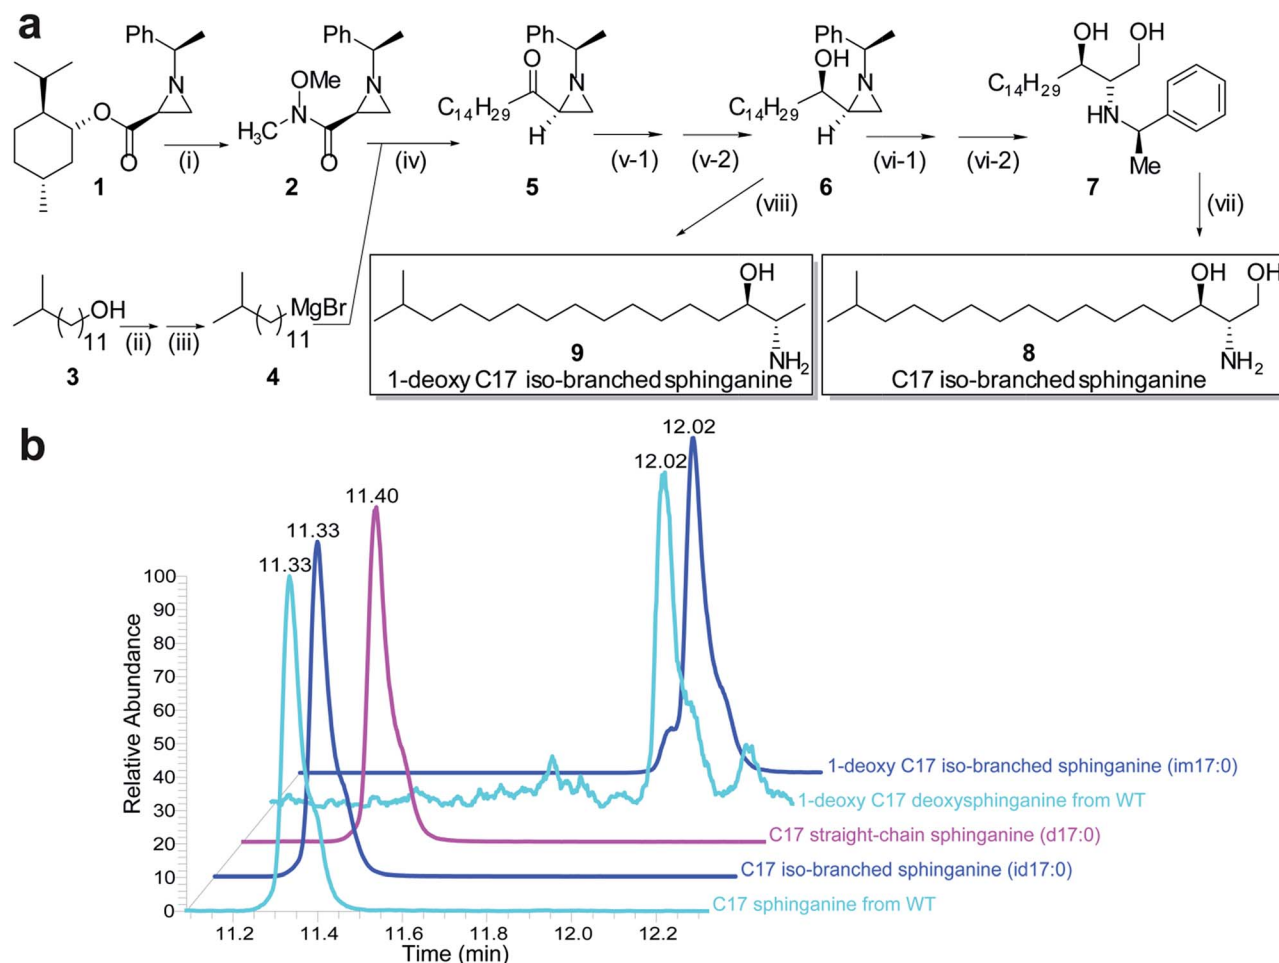 a
Ph
N
O
O
(i)
1
Ph
OMe
N
H3C
N
O
2
(iv)
Ph
O
N
C14H29
H
5
(v-1)
(v-2)
Ph
OH
N
C14H29
H
6
(vi-1)
(vi-2)
OH
OH
C14H29
HN
Me
7
(vii)
(viii)
OH
11
3
(ii)
(iii)
MgBr
11
4
OH
NH2
9
1-deoxy C17 iso-branched sphinganine
OH
OH
NH2
8
C17 iso-branched sphinganine
b
12.02
12.02
11.40
11.33
11.33
Relative Abundance
100
90
80
70
60
50
40
30
20
10
0
1-deoxy C17 iso-branched sphinganine (im17:0)
1-deoxy C17 deoxysphinganine from WT
C17 straight-chain sphinganine (d17:0)
C17 iso-branched sphinganine (id17:0)
C17 sphinganine from WT
11.2
11.4
11.6
11.8
12.0
12.2
Time (min)